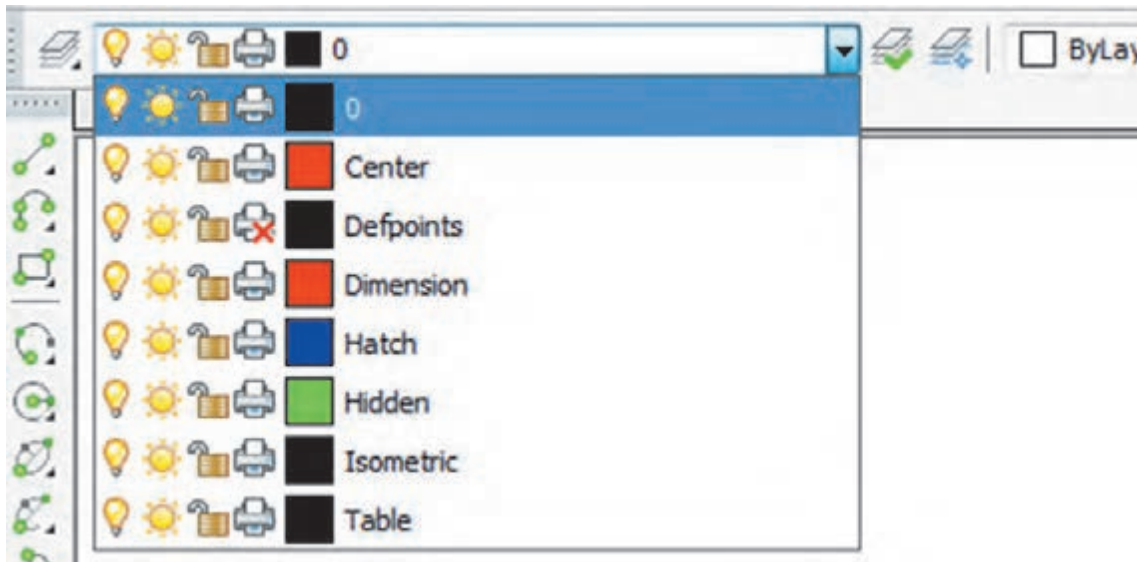 0
ByLay
0
Center
Defpoints
Dimension
Hatch
Hidden
Isometric
Table